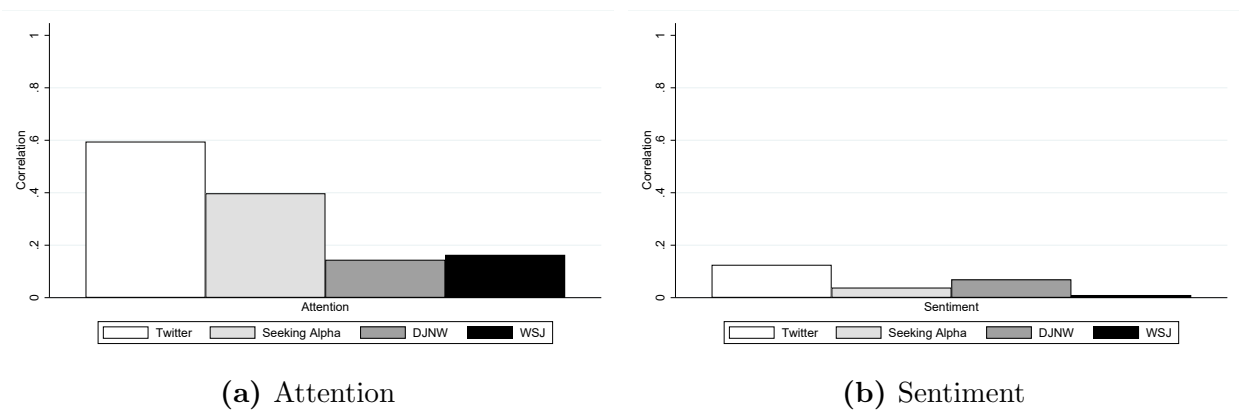 1
.8
.6
.4
.2
0
Correlation
Attention
Twitter Seeking Alpha DJNW WSJ
(a) Attention
1
.8
.6
.4
.2
0
Correlation
Sentiment
Twitter Seeking Alpha DJNW WSJ
(b) Sentiment